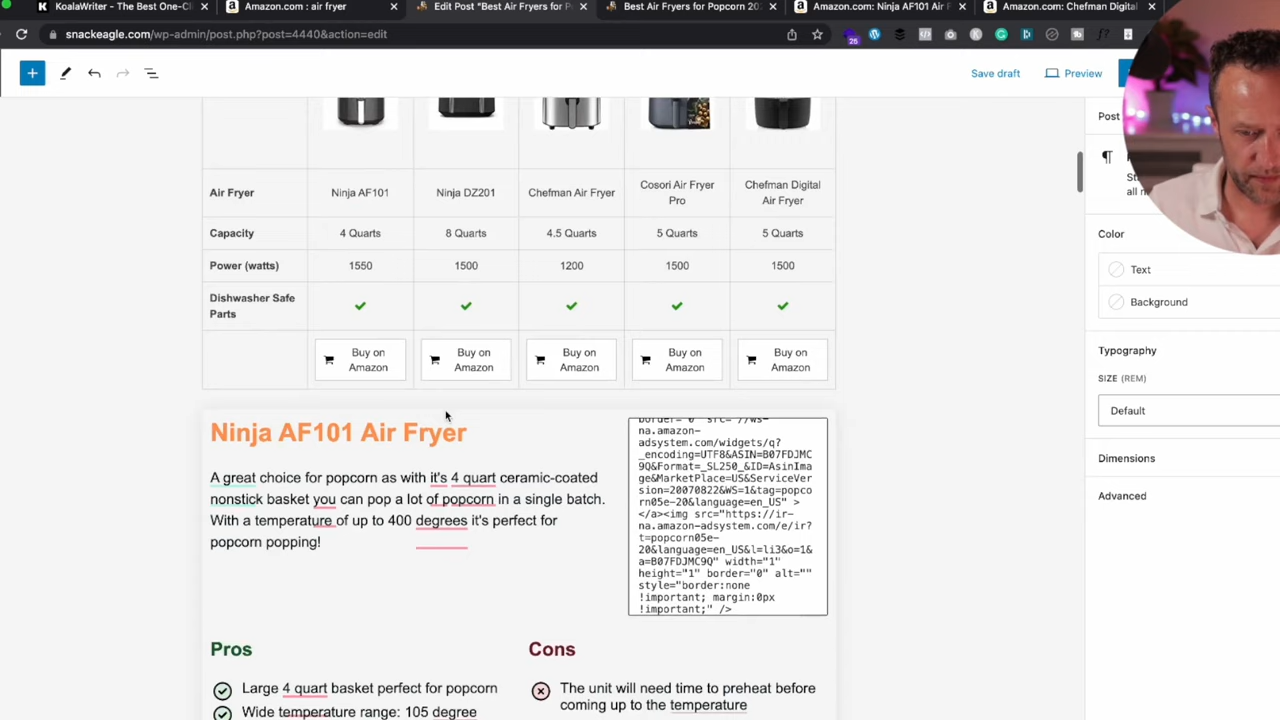 KoalaWriter - The Best One-Cli
Amazon.com : air fryer
Edit Post "Best Air Fryers for P
Best Air Fryers for Popcorn 202
Amazon.com: Ninja AF101 Air F
Amazon.com: Chefman Digital
snackeagle.com/wp-admin/post.php?post=4440&action=edit
25
Save draft
Preview
Post
Air Fryer
Ninja AF101
Ninja DZ201
Chefman Air Fryer
Cosori Air Fryer
Pro
Chefman Digital
Air Fryer
Capacity
4 Quarts
8 Quarts
4.5 Quarts
5 Quarts
5 Quarts
Power (watts)
1550
1500
1200
1500
1500
Dishwasher Safe
Parts
Buy on
Amazon
Buy on
Amazon
Buy on
Amazon
Buy on
Amazon
Buy on
Amazon
Ninja AF101 Air Fryer
A great choice for popcorn as with it's 4 quart ceramic-coated
nonstick basket you can pop a lot of popcorn in a single batch.
With a temperature of up to 400 degrees it's perfect for
popcorn popping!
border="0" src="//ws-
na.amazon-
adsystem.com/widgets/q?
_encoding=UTF8&ASIN=B07FDJMC
9Q&Format=_SL250_&ID=AsinIma
ge&MarketPlace=US&ServiceVer
sion=20070822&WS=1&tag=popco
rn05e-20&language=en_US" >
</a><img src="https://ir-
na.amazon-adsystem.com/e/ir?
t=popcorn05e-
20&language=en_US&l=li3&o=1&
a=B07FDJMC9Q" width="1"
height="1" border="0" alt=""
style="border:none
!important; margin:0px
!important;" />
Pros
Large 4 quart basket perfect for popcorn
Wide temperature range: 105 degree
Cons
The unit will need time to preheat before
coming up to the temperature
Sta
all n
Color
Text
Background
Typography
SIZE (REM)
Default
Dimensions
Advanced